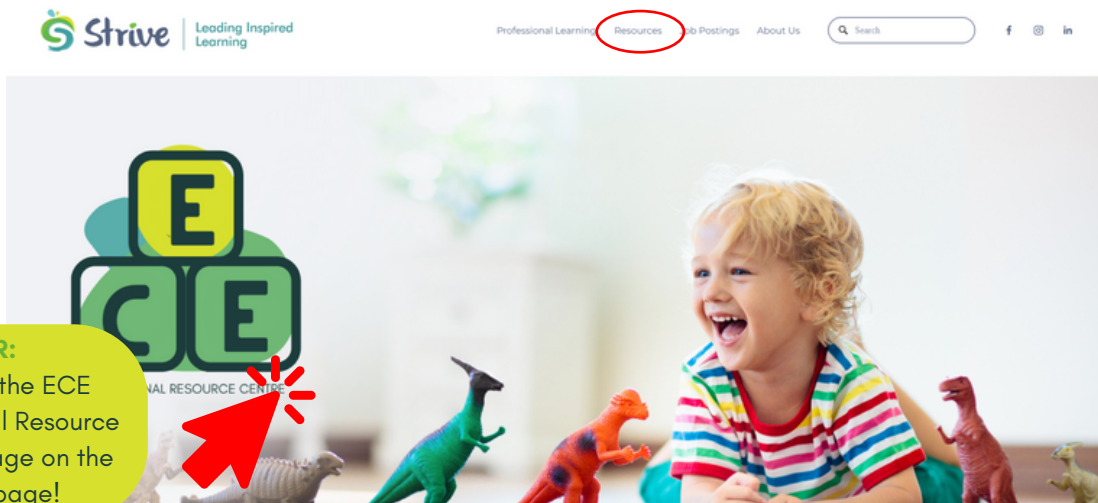 Strive
Leading Inspired
Learning
Professional Learning Resources Job Postings About Us Search
E
CE
NAL RESOURCE CENTRE
R:
the ECE
l Resource
age on the
page!